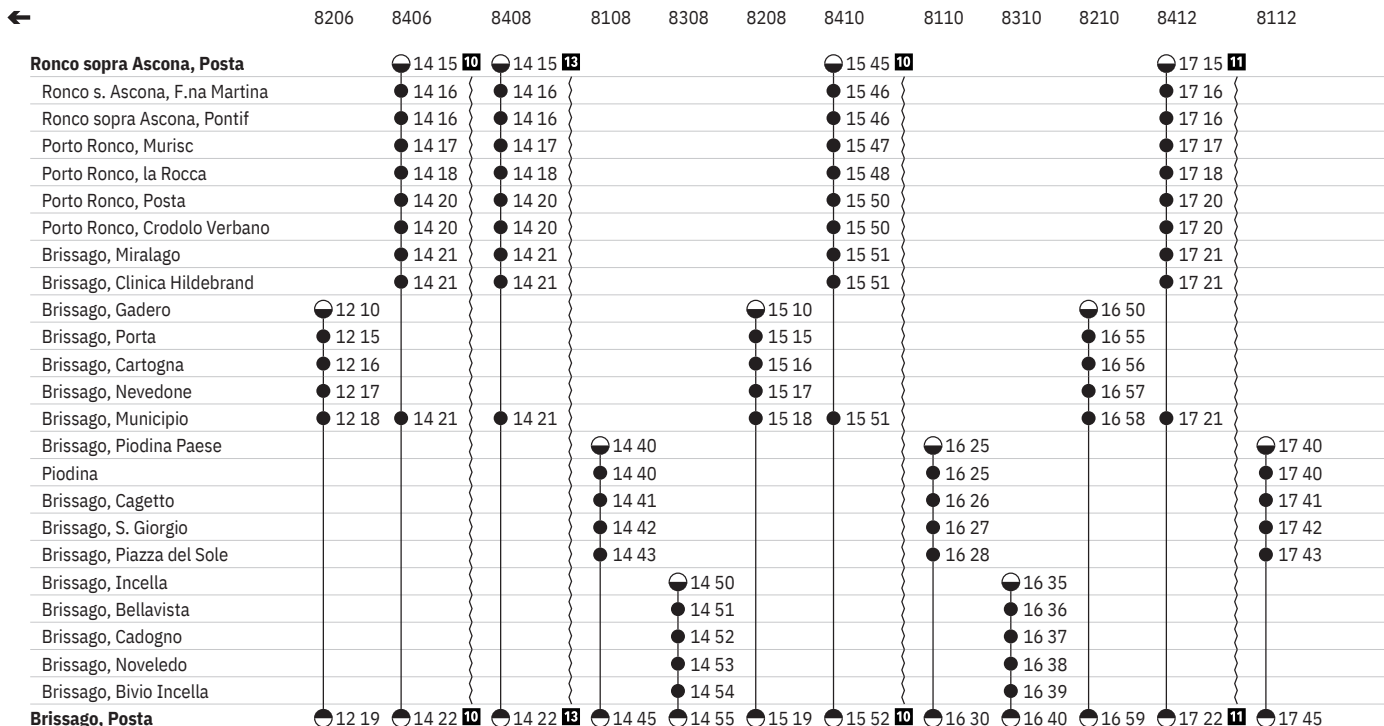 ← 8206 8406 8408 8108 8308 8208 8410 8110 8310 8210 8412 8112
Ronco sopra Ascona, Posta 14 15 10 14 15 13 15 45 10 17 15 11
Ronco s. Ascona, F.na Martina 14 16 14 16 15 46 17 16
Ronco sopra Ascona, Pontif 14 16 14 16 15 46 17 16
Porto Ronco, Murisc 14 17 14 17 15 47 17 17
Porto Ronco, la Rocca 14 18 14 18 15 48 17 18
Porto Ronco, Posta 14 20 14 20 15 50 17 20
Porto Ronco, Crodolo Verbano 14 20 14 20 15 50 17 20
Brissago, Miralago 14 21 14 21 15 51 17 21
Brissago, Clinica Hildebrand 14 21 14 21 15 51 17 21
Brissago, Gadero 12 10 15 10 16 50
Brissago, Porta 12 15 15 15 16 55
Brissago, Cartogna 12 16 15 16 16 56
Brissago, Nevedone 12 17 15 17 16 57
Brissago, Municipio 12 18 14 21 14 21 15 18 15 51 16 58 17 21
Brissago, Piodina Paese 14 40 16 25 17 40
Piodina 14 40 16 25 17 40
Brissago, Cagetto 14 41 16 26 17 41
Brissago, S. Giorgio 14 42 16 27 17 42
Brissago, Piazza del Sole 14 43 16 28 17 43
Brissago, Incella 14 50 16 35
Brissago, Bellavista 14 51 16 36
Brissago, Cadogno 14 52 16 37
Brissago, Noveledo 14 53 16 38
Brissago, Bivio Incella 14 54 16 39
Brissago, Posta 12 19 14 22 10 14 22 13 14 45 14 55 15 19 15 52 10 16 30 16 40 16 59 17 22 11 17 45